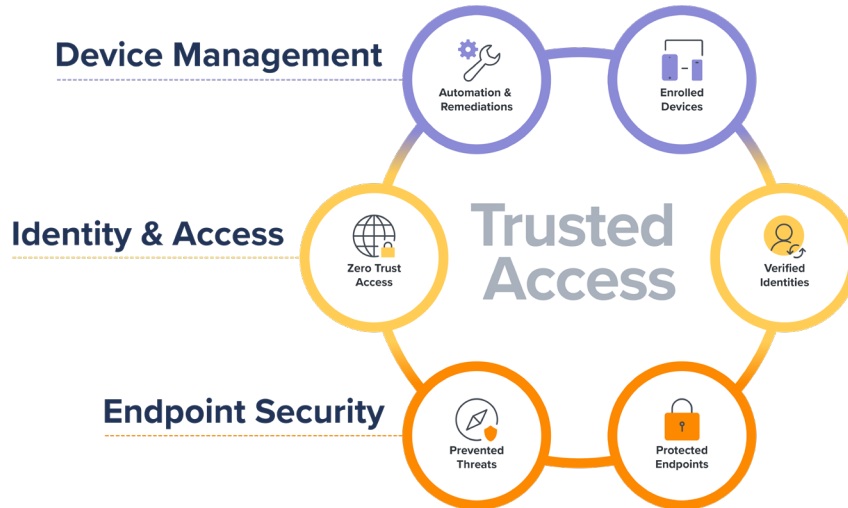 Device Management
Automation &
Remediations
Enrolled
Devices
Identity & Access
Zero Trust
Access
Trusted
Access
Verified
Identities
Endpoint Security
Prevented
Threats
Protected
Endpoints